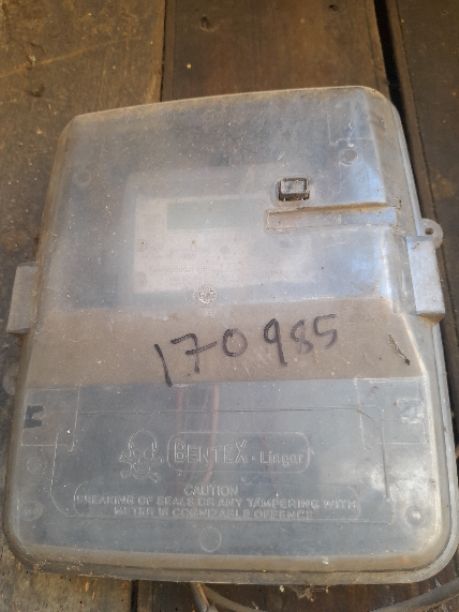 170985
BENTEX - Linger
CAUTION
BREAKING OF SEALS OR ANY TAMPERING WITH
METER IS COGNIZABLE OFFENCE